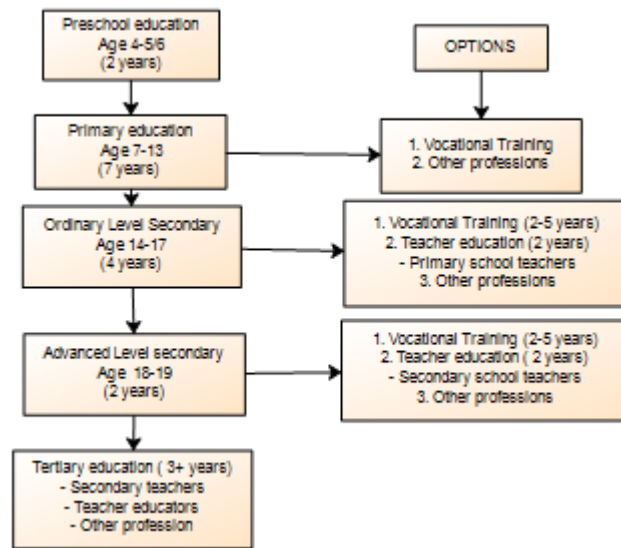 Preschool education
Age 4-5/6
(2 years)
OPTIONS
Primary education
Age 7-13
(7 years)
1. Vocational Training
2. Other professions
Ordinary Level Secondary
Age 14-17
(4 years)
1. Vocational Training (2-5 years)
2. Teacher education (2 years)
- Primary school teachers
3. Other professions
Advanced Level secondary
Age 18-19
(2 years)
1. Vocational Training (2-5 years)
2. Teacher education ( 2 years)
- Secondary school teachers
3. Other professions
Tertiary education ( 3+ years)
- Secondary teachers
- Teacher educators
- Other profession